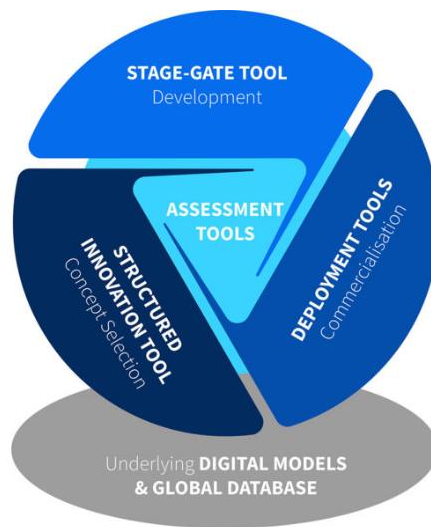 STAGE-GATE TOOL
Development
ASSESSMENT
TOOLS
DEPLOYMENT TOOLS
Commercialisation
STRUCTURED
INNOVATION TOOL
Concept Selection
Underlying DIGITAL MODELS
& GLOBAL DATABASE